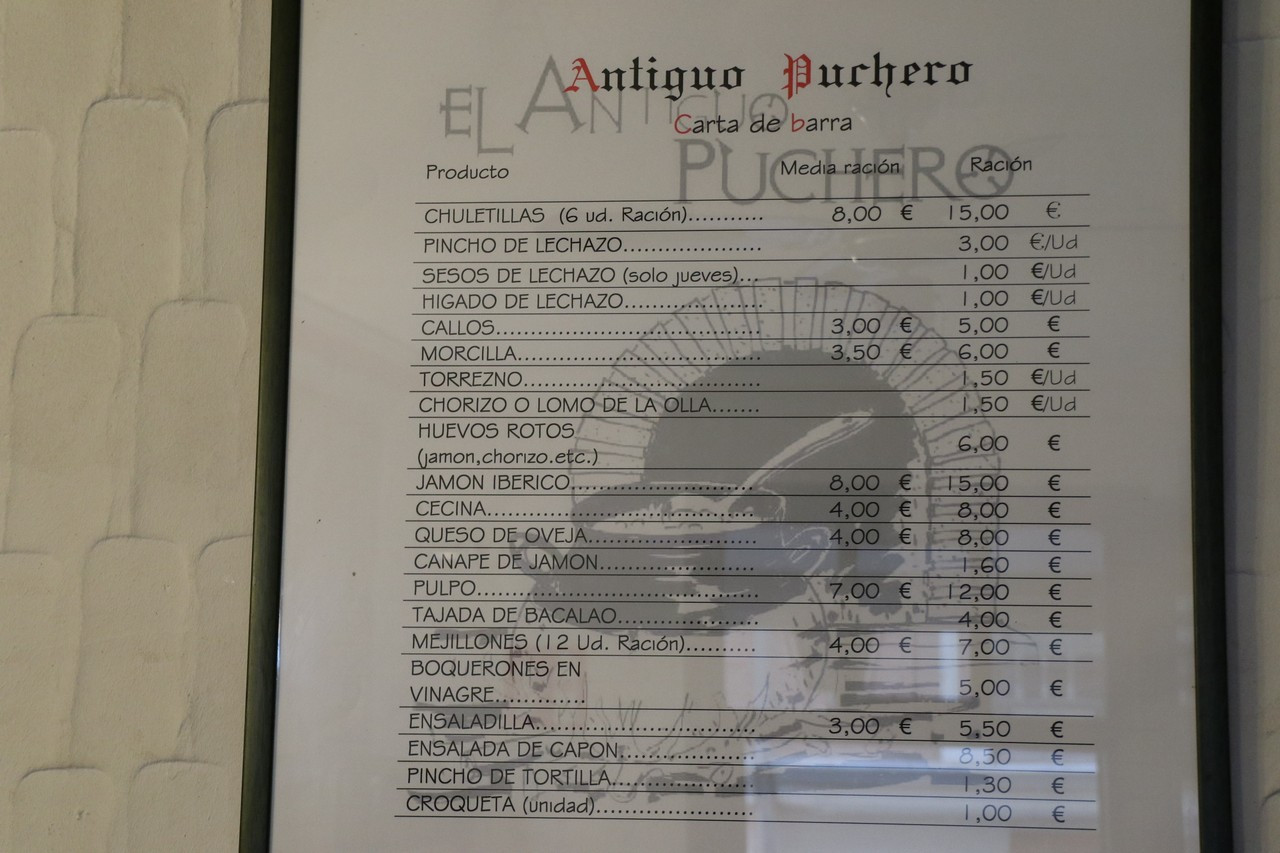 Antiguo Puchero
EL ANTIGUO
PUCHERO
Carta de barra
Producto Media ración Ración
CHULETILLAS (6 ud. Ración)........... 8,00 € 15,00 €
PINCHO DE LECHAZO.................... 3,00 €/Ud
SESOS DE LECHAZO (solo jueves)... 1,00 €/Ud
HIGADO DE LECHAZO.................... 1,00 €/Ud
CALLOS...................................... 3,00 € 5,00 €
MORCILLA................................... 3,50 € 6,00 €
TORREZNO.................................. 1,50 €/Ud
CHORIZO O LOMO DE LA OLLA....... 1,50 €/Ud
HUEVOS ROTOS
(jamon,chorizo.etc.) 6,00 €
JAMON IBERICO.......................... 8,00 € 15,00 €
CECINA....................................... 4,00 € 8,00 €
QUESO DE OVEJA........................ 4,00 € 8,00 €
CANAPE DE JAMON...................... 1,60 €
PULPO......................................... 7,00 € 12,00 €
TAJADA DE BACALAO.................... 4,00 €
MEJILLONES (12 Ud. Ración).......... 4,00 € 7,00 €
BOQUERONES EN
VINAGRE............. 5,00 €
ENSALADILLA................................ 3,00 € 5,50 €
ENSALADA DE CAPON.................... 8,50 €
PINCHO DE TORTILLA..................... 1,30 €
CROQUETA (unidad)....................... 1,00 €